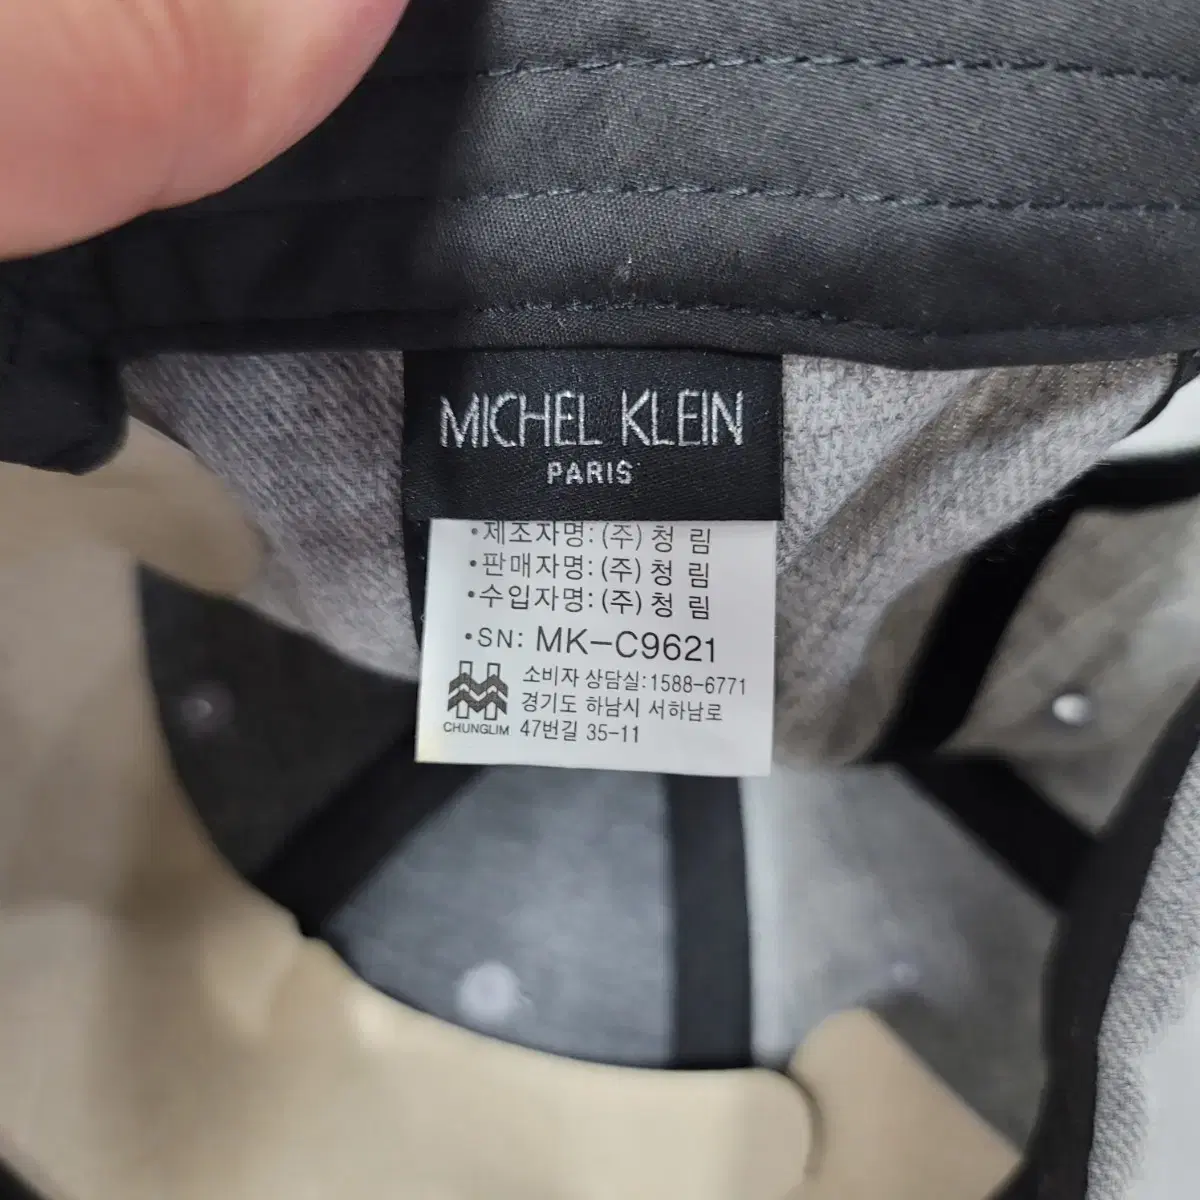 MICHEL KLEIN
PARIS
•제조자명: (주) 청 림
•판매자명: (주) 청 림
•수입자명: (주) 청 림
•SN: MK-C9621
소비자 상담실:1588-6771
경기도 하남시 서하남로
CHUNGLIM 47번길 35-11